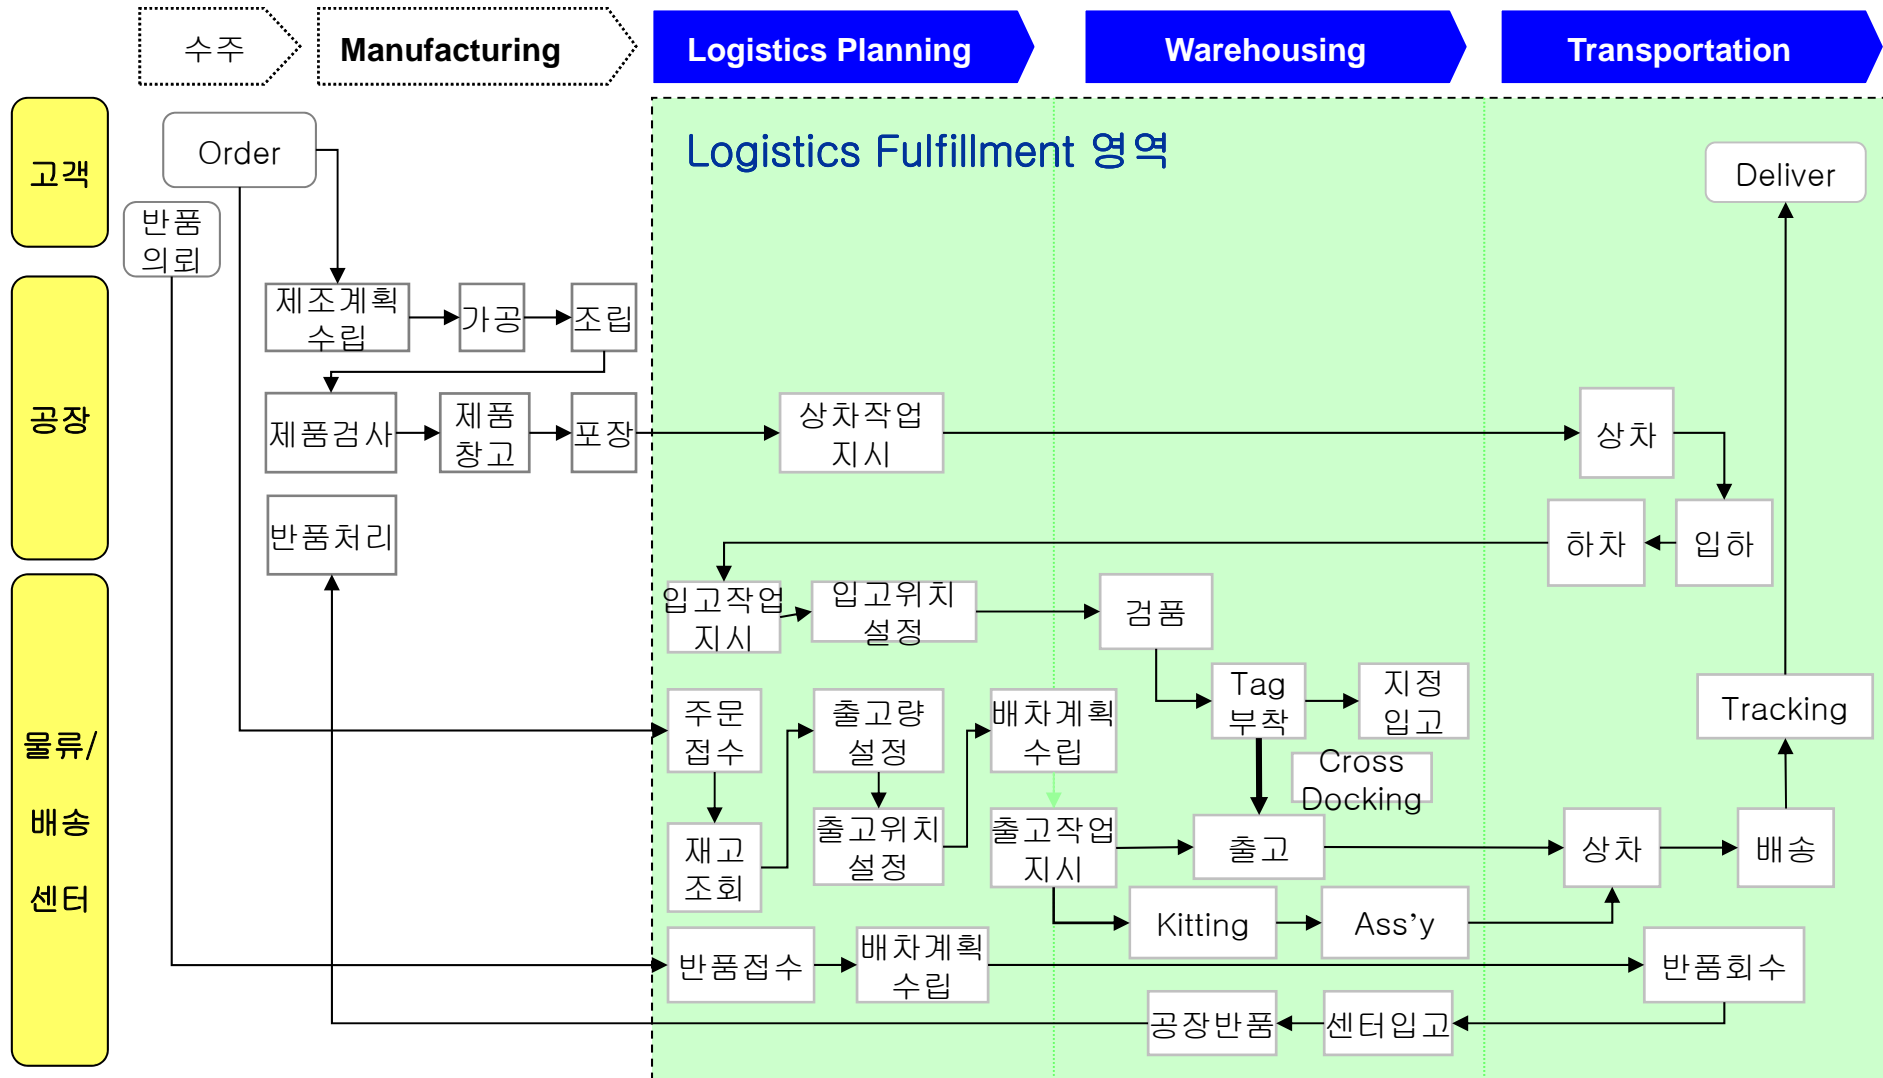 수주
Manufacturing
Logistics Planning
Warehousing
Transportation
고객
Order
Logistics Fulfillment 영역
Deliver
반품
의뢰
공장
제조계획
수립
가공
조립
제품검사
제품
창고
포장
상차작업
지시
상차
반품처리
하차
입하
물류/
배송
센터
입고작업
지시
입고위치
설정
검품
Tag
부착
지정
입고
주문
접수
출고량
설정
배차계획
수립
Tracking
Cross
Docking
재고
조회
출고위치
설정
출고작업
지시
출고
상차
배송
Kitting
Ass’y
반품접수
배차계획
수립
반품회수
공장반품
센터입고